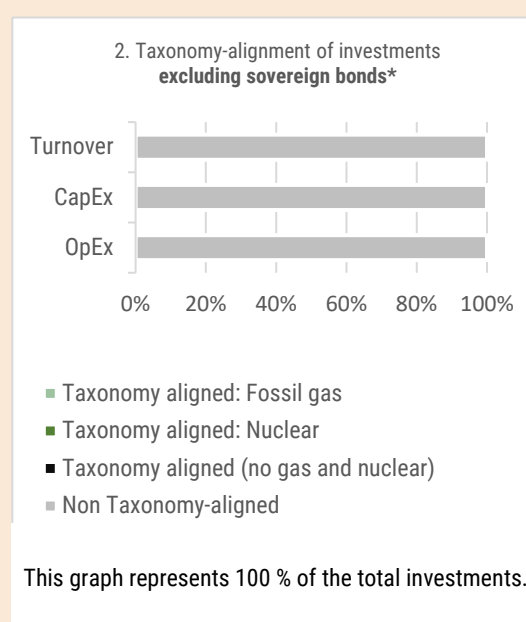 2. Taxonomy-alignment of investments
excluding sovereign bonds*
Turnover
CapEx
OpEx
0% 20% 40% 60% 80% 100%
Taxonomy aligned: Fossil gas
Taxonomy aligned: Nuclear
Taxonomy aligned (no gas and nuclear)
Non Taxonomy-aligned
This graph represents 100 % of the total investments.